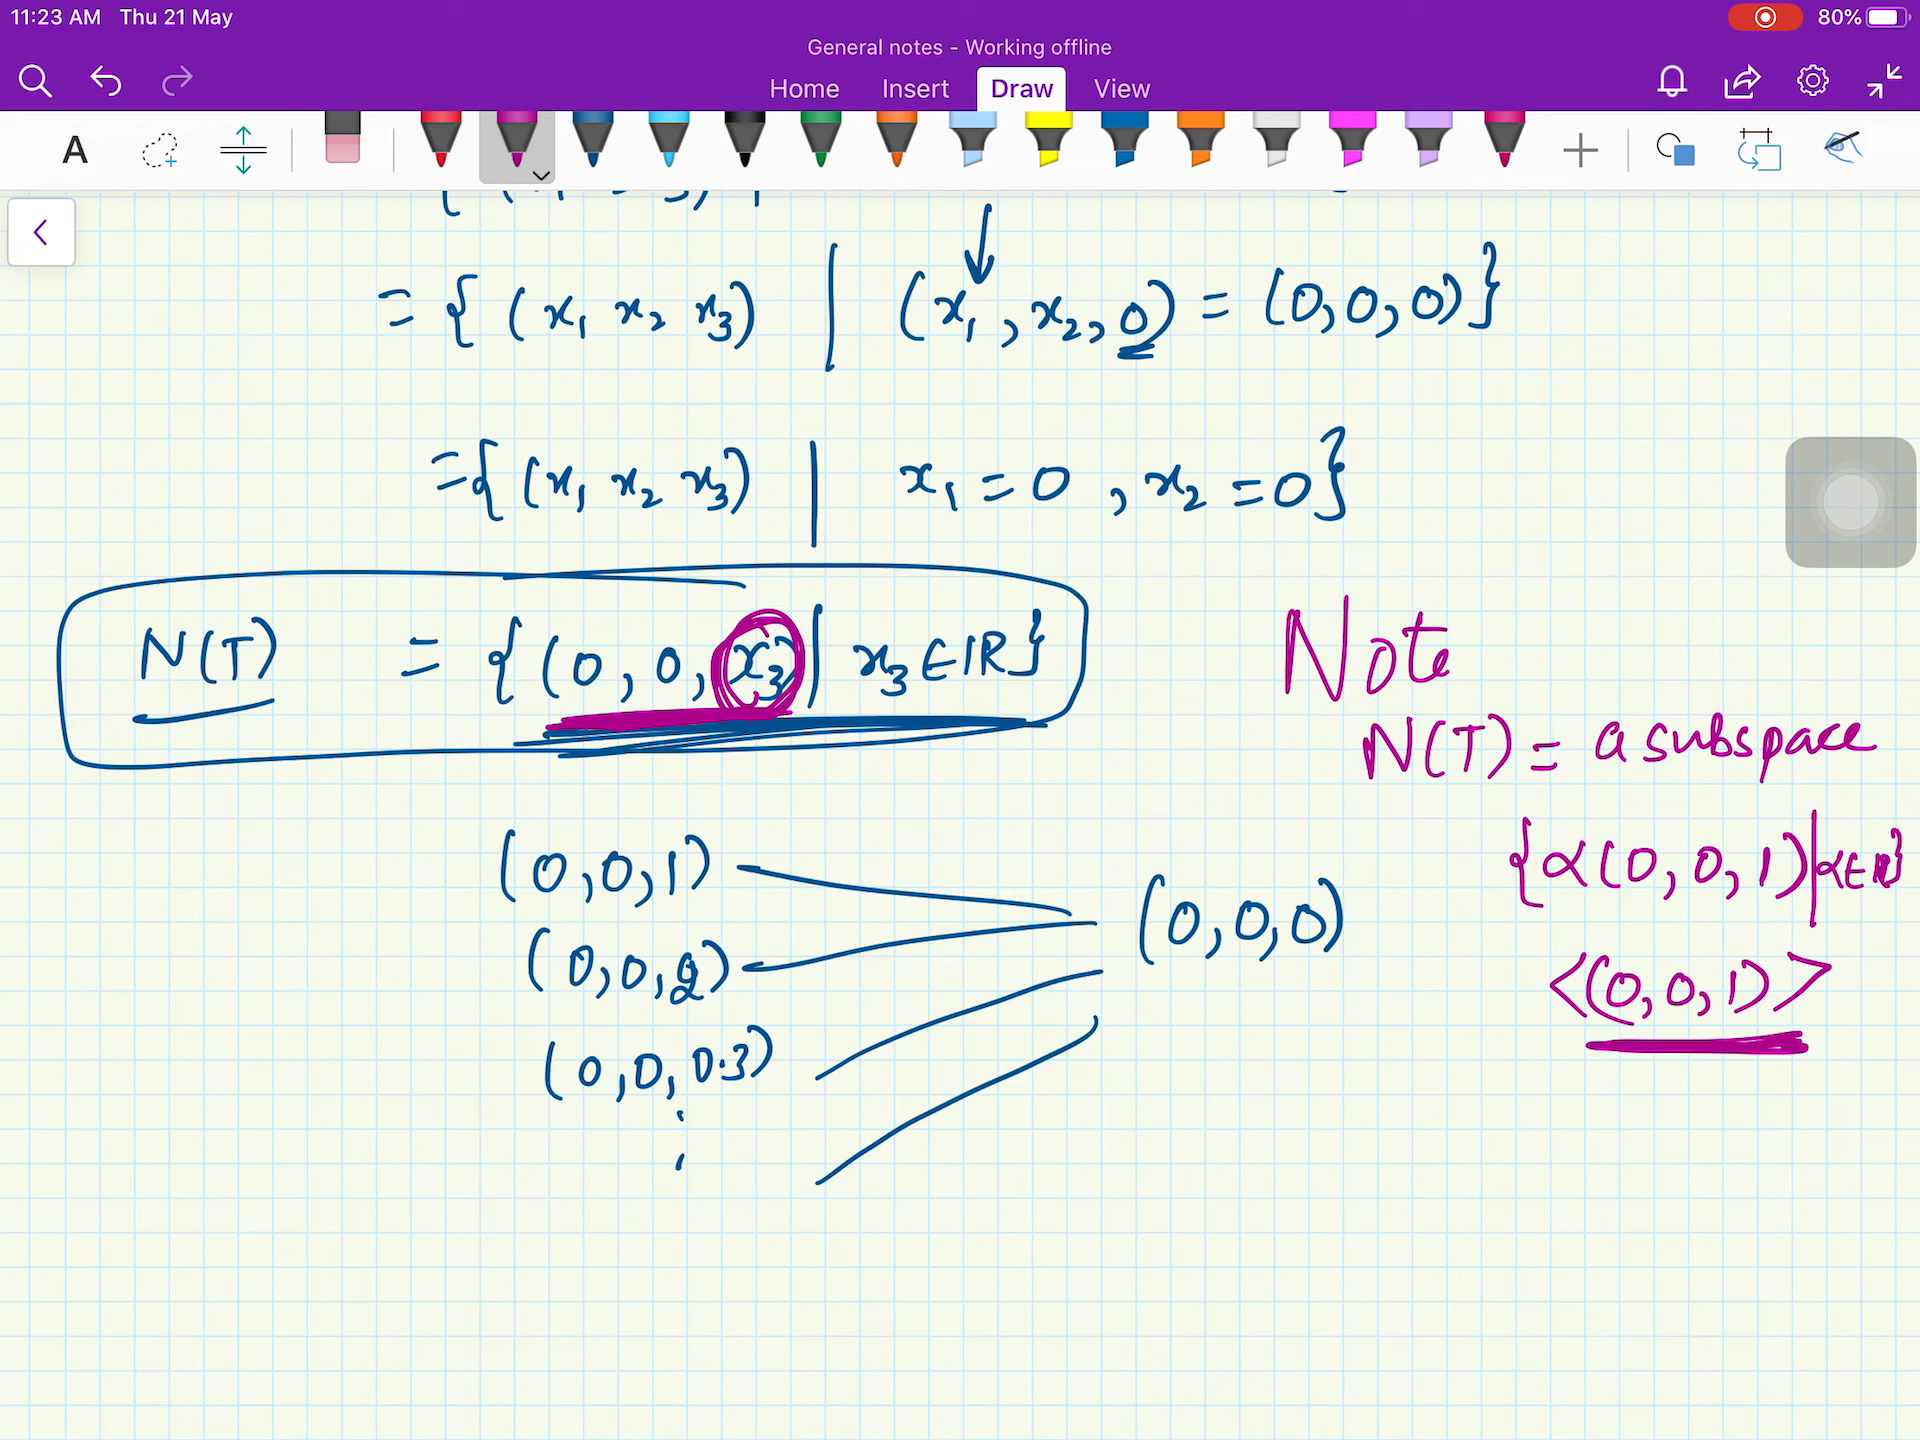 11:23 AM Thu 21 May
80%
General notes - Working offline
Home Insert Draw View
A
= { (x₁ x₂ x₃) | (x₁, x₂, 0) = (0,0,0) }
= { (x₁ x₂ x₃) | x₁ = 0, x₂ = 0 }
N(T) = { (0, 0, x₃) | x₃ ∈ ℝ }
Note
N(T) = a subspace
{ α(0, 0, 1) | α ∈ ℝ }
<(0, 0, 1)>
(0,0,1)
(0,0,0)
(0,0,2)
(0,0,0.3)